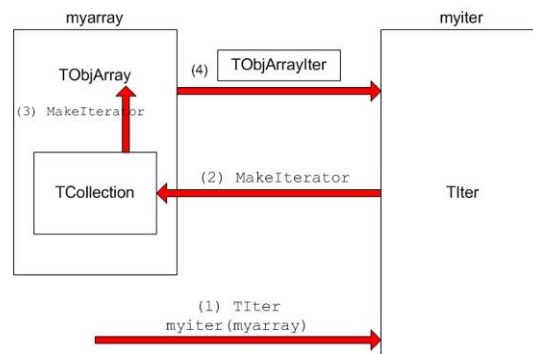 myarray
myiter
TObjArray
(4)
TObjArrayIter
(3) MakeIterator
TCollection
(2) MakeIterator
TIter
(1) TIter
myiter(myarray)